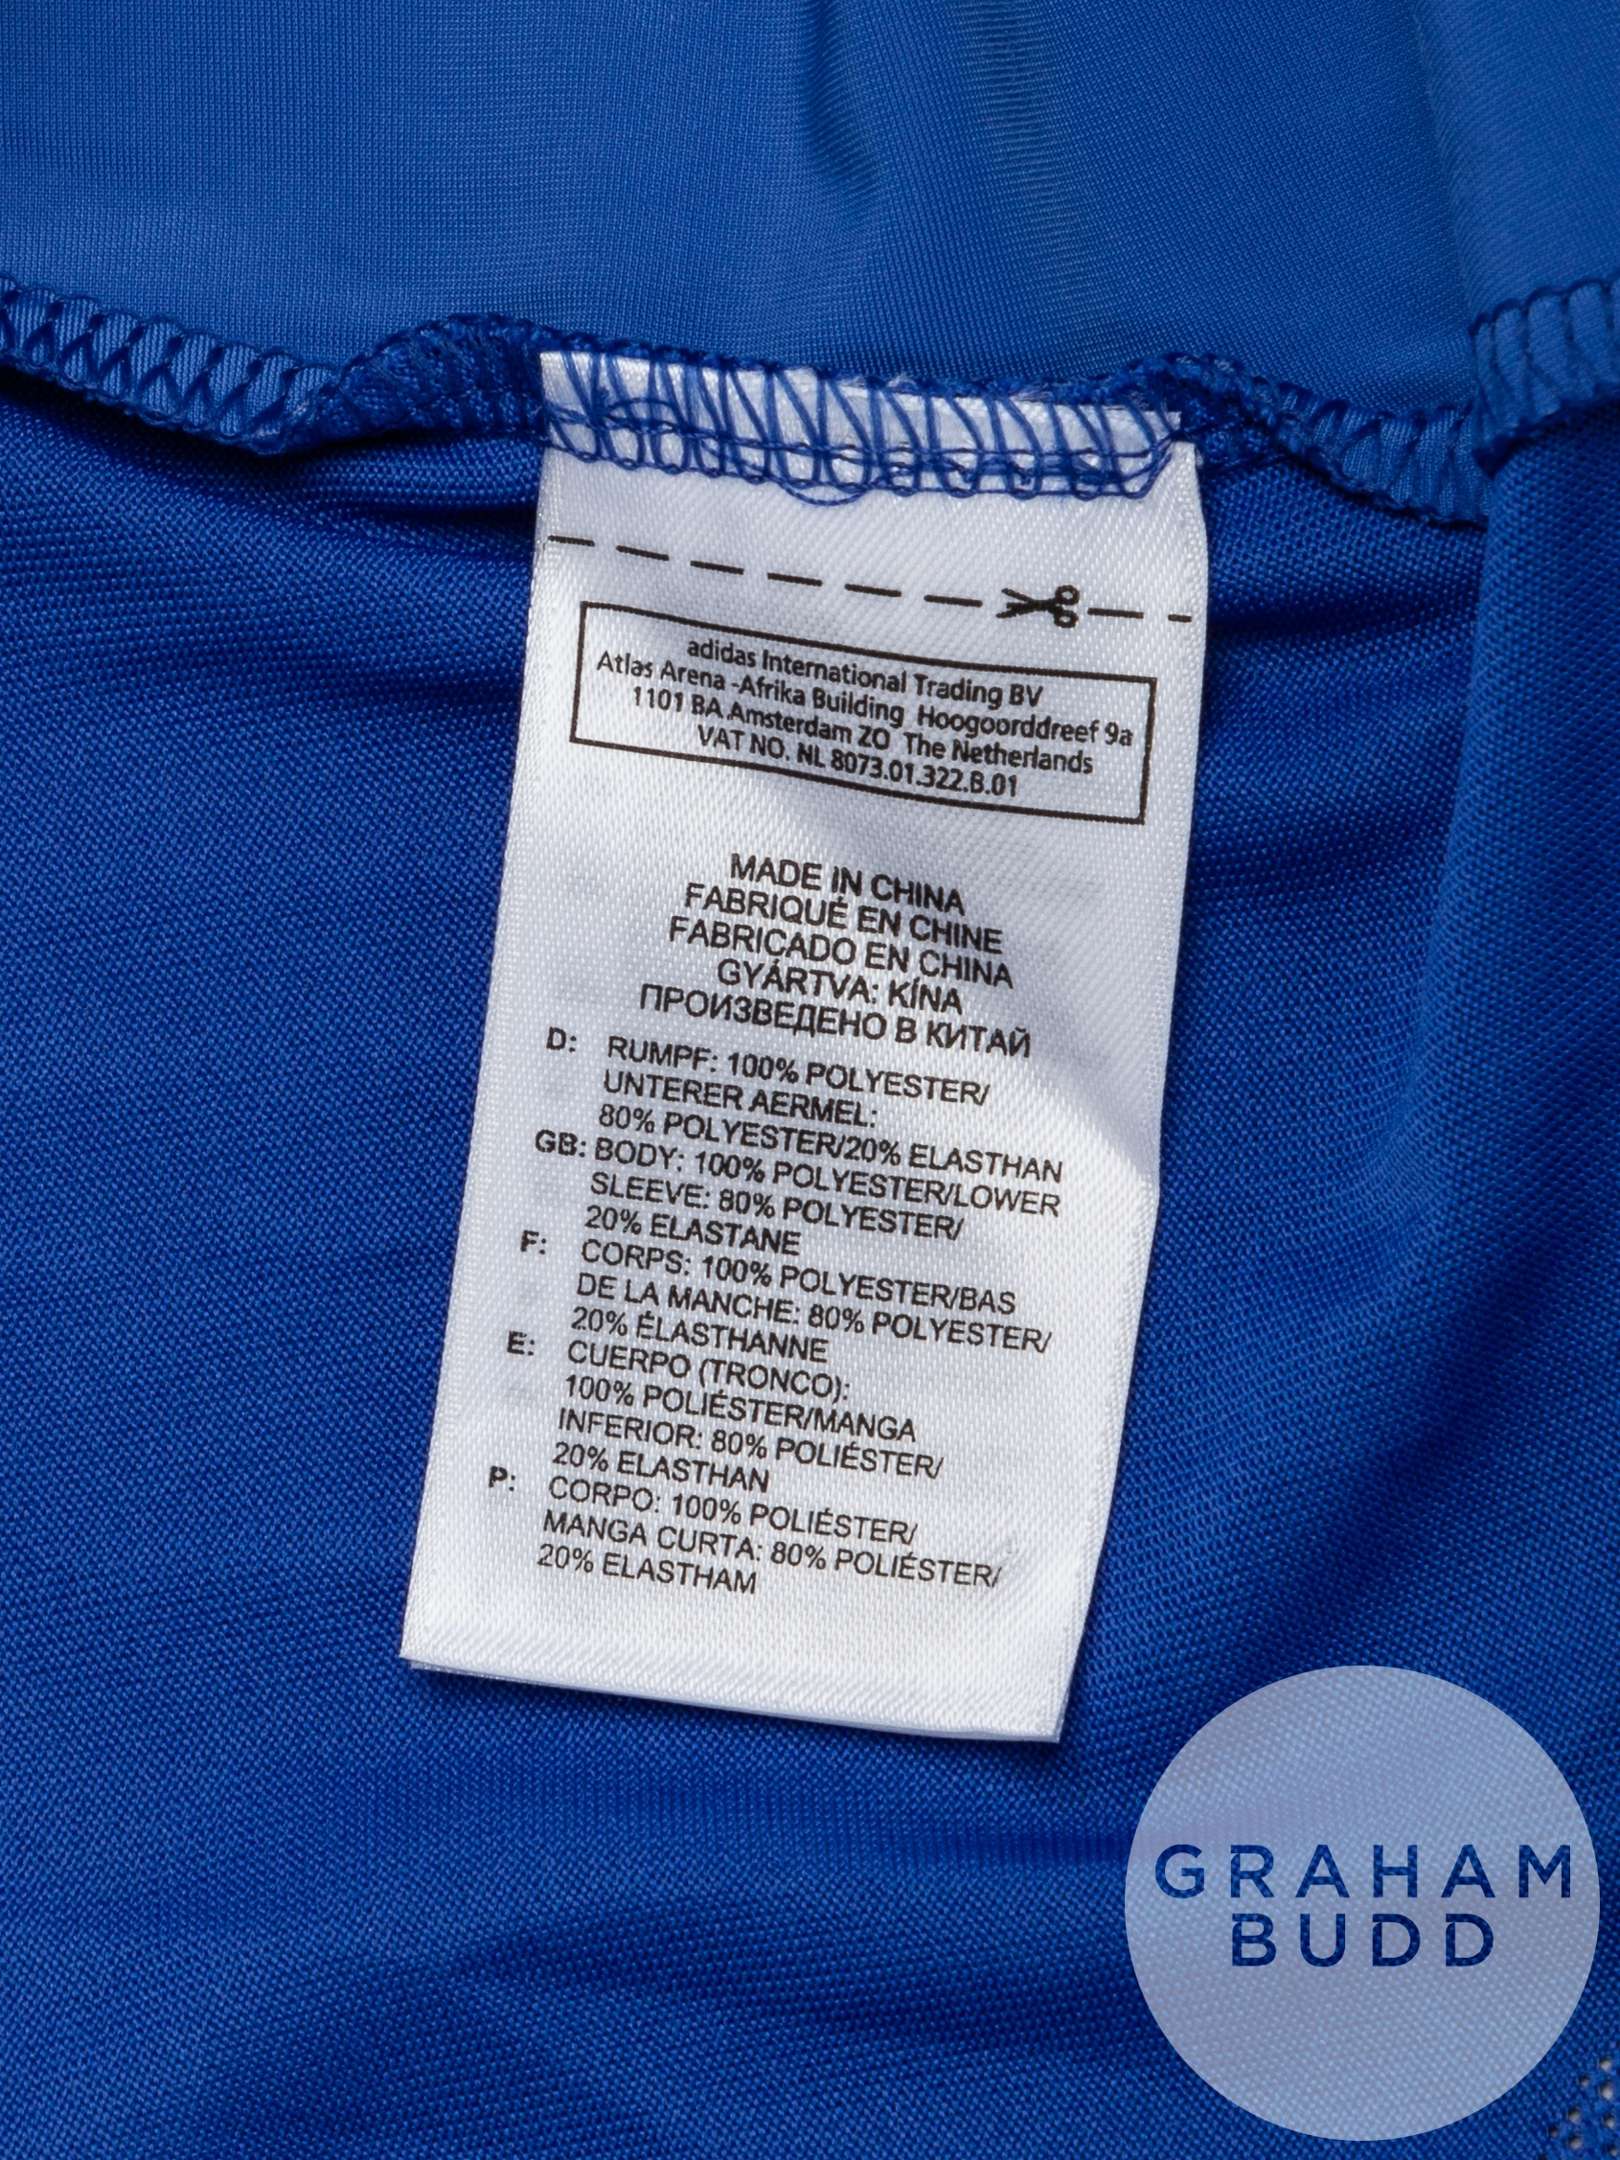 adidas International Trading BV
Atlas Arena -Afrika Building Hoogoorddreef 9a
1101 BA Amsterdam ZO The Netherlands
VAT NO. NL 8073.01.322.B.01
MADE IN CHINA
FABRIQUÉ EN CHINE
FABRICADO EN CHINA
GYÁRTVA: KÍNA
ПРОИЗВЕДЕНО В КИТАЙ
D: RUMPF: 100% POLYESTER/
UNTERER AERMEL:
80% POLYESTER/20% ELASTHAN
GB: BODY: 100% POLYESTER/LOWER
SLEEVE: 80% POLYESTER/
20% ELASTANE
F: CORPS: 100% POLYESTER/BAS
DE LA MANCHE: 80% POLYESTER/
20% ÉLASTHANNE
E: CUERPO (TRONCO):
100% POLIÉSTER/MANGA
INFERIOR: 80% POLIÉSTER/
20% ELASTHAN
P: CORPO: 100% POLIÉSTER/
MANGA CURTA: 80% POLIÉSTER/
20% ELASTHAM
GRAHAM
BUDD